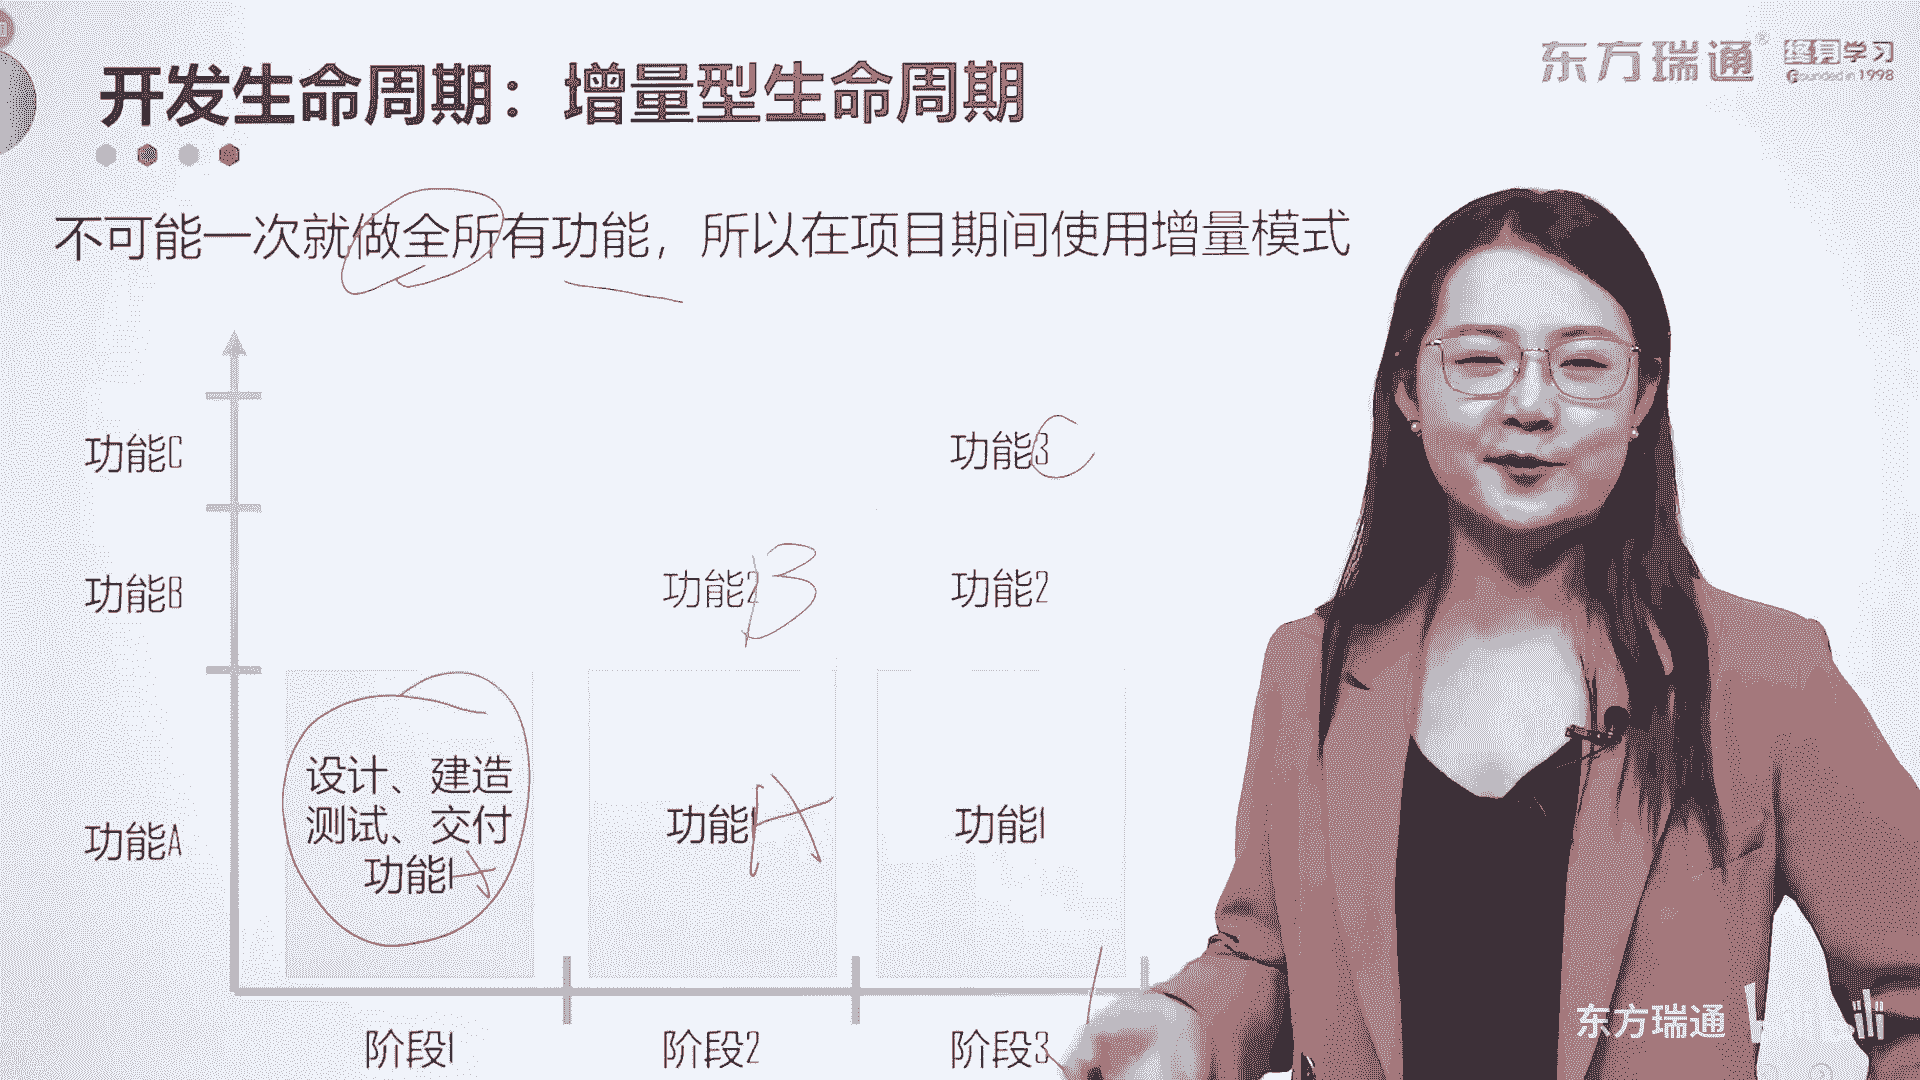 东方瑞通® 终身学习
Founded in 1998
开发生命周期：增量型生命周期
不可能一次就做全所有功能，所以在项目期间使用增量模式
功能C
功能3 C
功能B
功能2 B
功能2
功能A
设计、建造
测试、交付
功能1
功能1 A
功能1
阶段1
阶段2
阶段3
东方瑞通